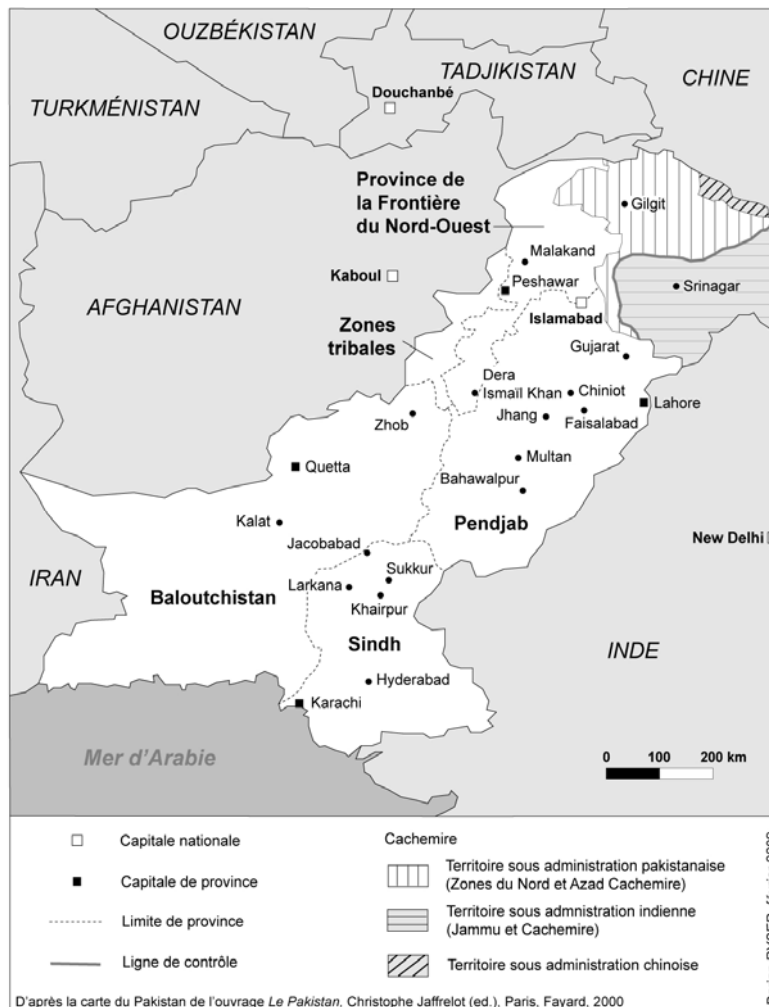 OUZBÉKISTAN
TADJIKISTAN
CHINE
TURKMÉNISTAN
Douchanbé
Province de
la Frontière
du Nord-Ouest
Gilgit
Malakand
Kaboul
Peshawar
Srinagar
AFGHANISTAN
Islamabad
Zones
tribales
Gujarat
Dera
Ismaïl Khan
Chiniot
Lahore
Jhang
Faisalabad
Zhob
Multan
Quetta
Bahawalpur
Kalat
Pendjab
New Delhi
Jacobabad
IRAN
Sukkur
Larkana
Baloutchistan
Khairpur
Sindh
INDE
Hyderabad
Karachi
Mer d'Arabie
0 100 200 km
Capitale nationale
Capitale de province
Limite de province
Ligne de contrôle
Cachemire
Territoire sous administration pakistanaise
(Zones du Nord et Azad Cachemire)
Territoire sous admnistration indienne
(Jammu et Cachemire)
Territoire sous administration chinoise
D'après la carte du Pakistan de l'ouvrage Le Pakistan, Christophe Jaffrelot (ed.), Paris, Fayard, 2000